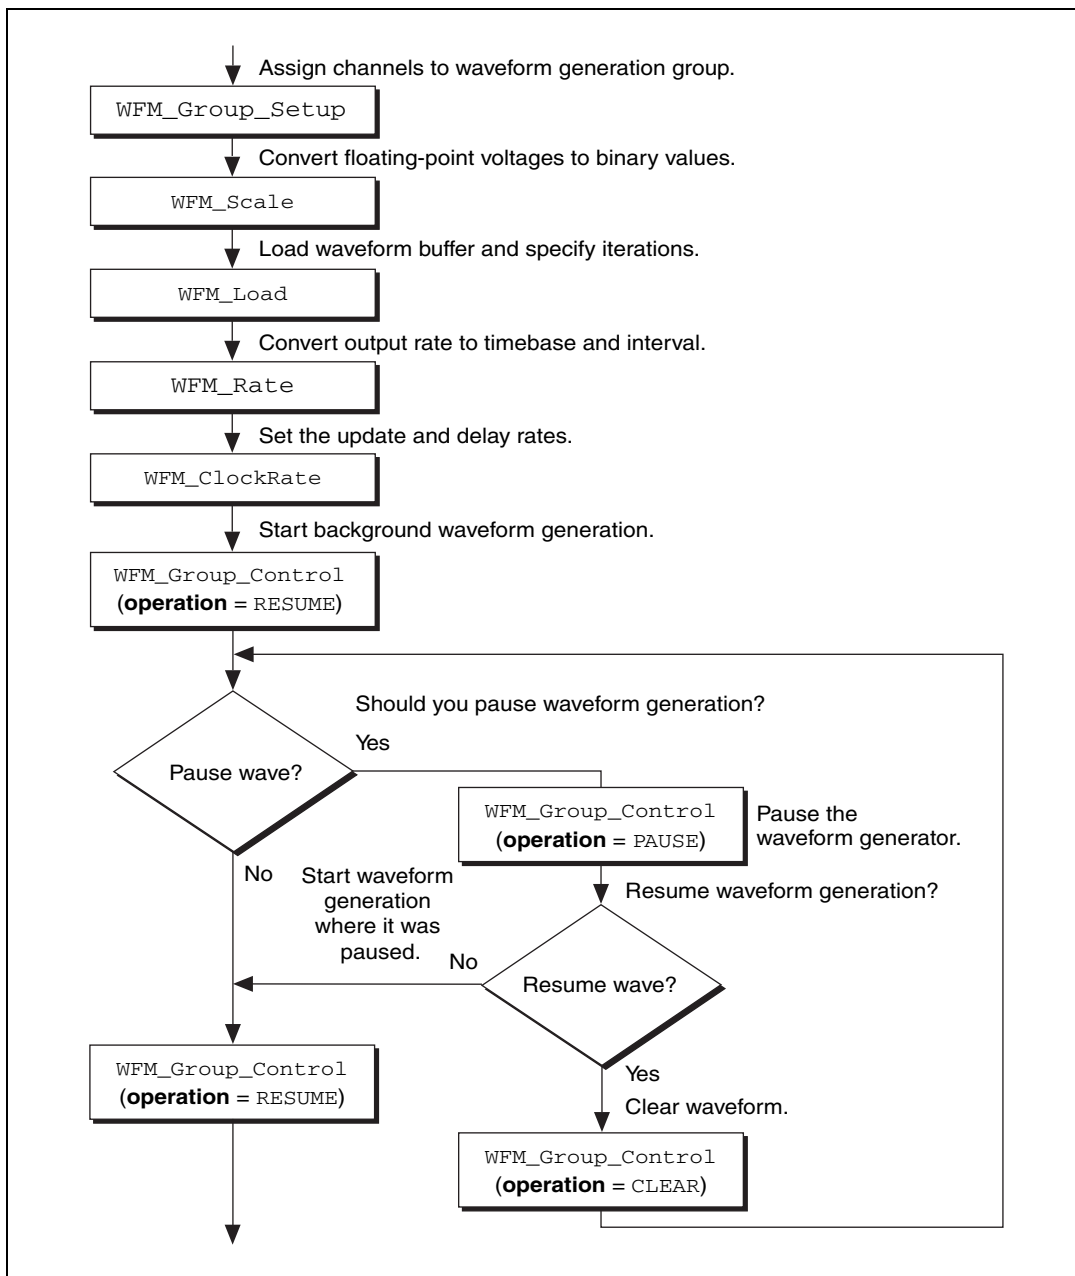 Assign channels to waveform generation group.
WFM_Group_Setup
Convert floating-point voltages to binary values.
WFM_Scale
Load waveform buffer and specify iterations.
WFM_Load
Convert output rate to timebase and interval.
WFM_Rate
Set the update and delay rates.
WFM_ClockRate
Start background waveform generation.
WFM_Group_Control
(operation = RESUME)
Should you pause waveform generation?
Yes
Pause wave?
WFM_Group_Control
(operation = PAUSE)
Pause the
waveform generator.
No
Start waveform
generation
where it was
paused.
Resume waveform generation?
No
Resume wave?
WFM_Group_Control
(operation = RESUME)
Yes
Clear waveform.
WFM_Group_Control
(operation = CLEAR)